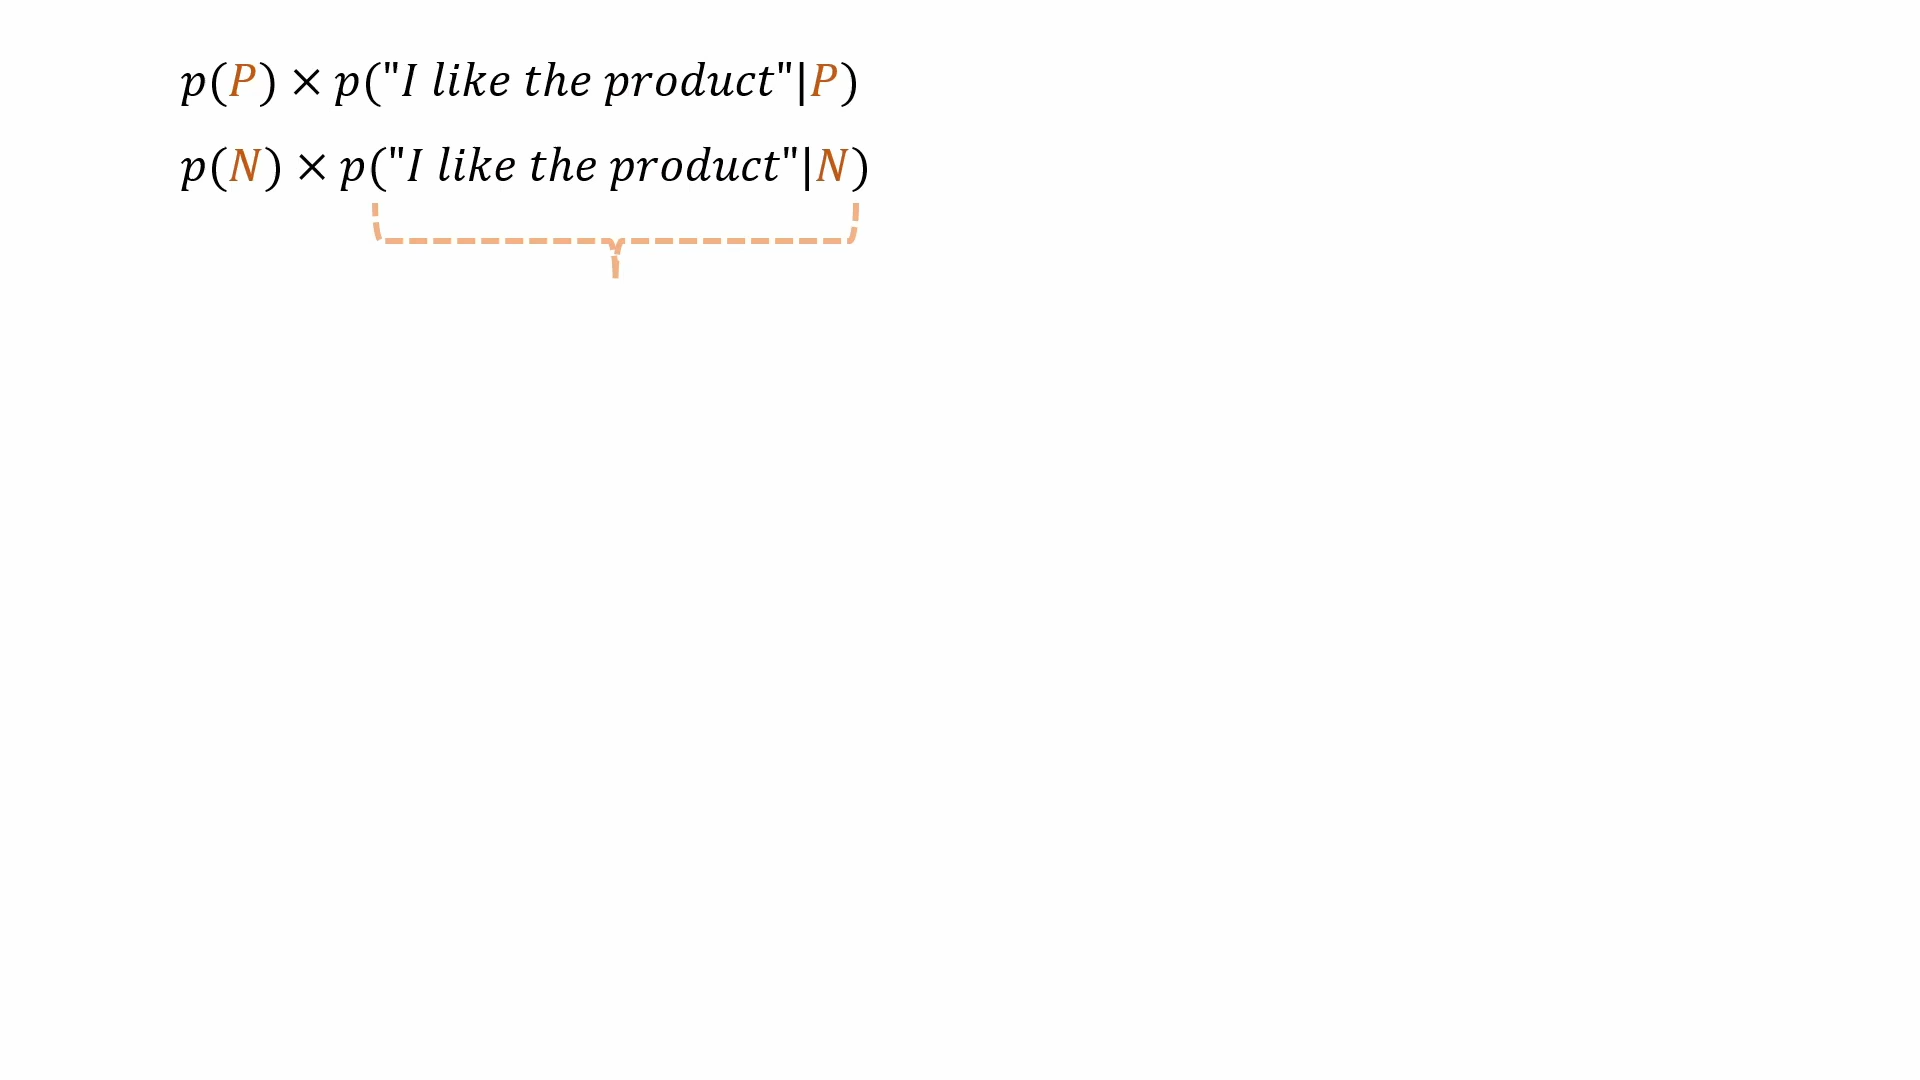 p(P) × p("I like the product"|P)
p(N) × p("I like the product"|N)